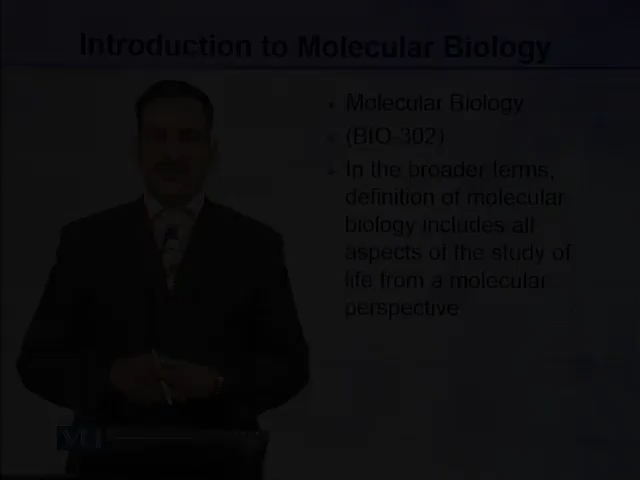 Introduction to Molecular Biology
Molecular Biology
(BIO-302)
In the broader terms,
definition of molecular
biology includes all
aspects of the study of
life from a molecular
perspective
VU